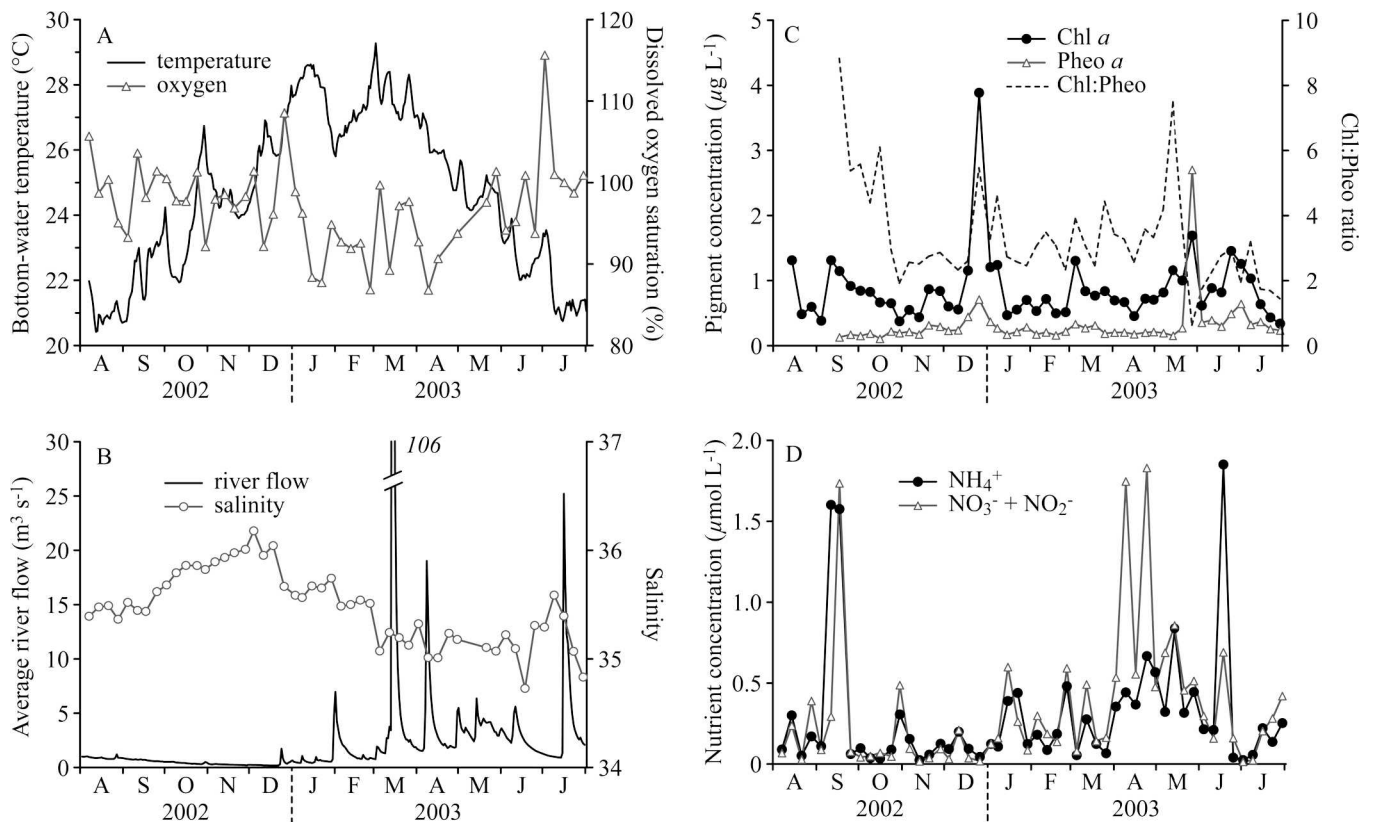 A
temperature
oxygen
Bottom-water temperature (°C)
30
28
26
24
22
20
Dissolved oxygen saturation (%)
120
110
100
90
80
A S O N D J F M A M J J
2002 2003
C
Chl a
Pheo a
Chl:Pheo
Pigment concentration (µg L-1)
5
4
3
2
1
0
Chl:Pheo ratio
10
8
6
4
2
0
A S O N D J F M A M J J
2002 2003
B
river flow
salinity
106
Average river flow (m3 s-1)
30
25
20
15
10
5
0
Salinity
37
36
35
34
A S O N D J F M A M J J
2002 2003
D
NH4+
NO3- + NO2-
Nutrient concentration (µmol L-1)
2.0
1.5
1.0
0.5
0
A S O N D J F M A M J J
2002 2003